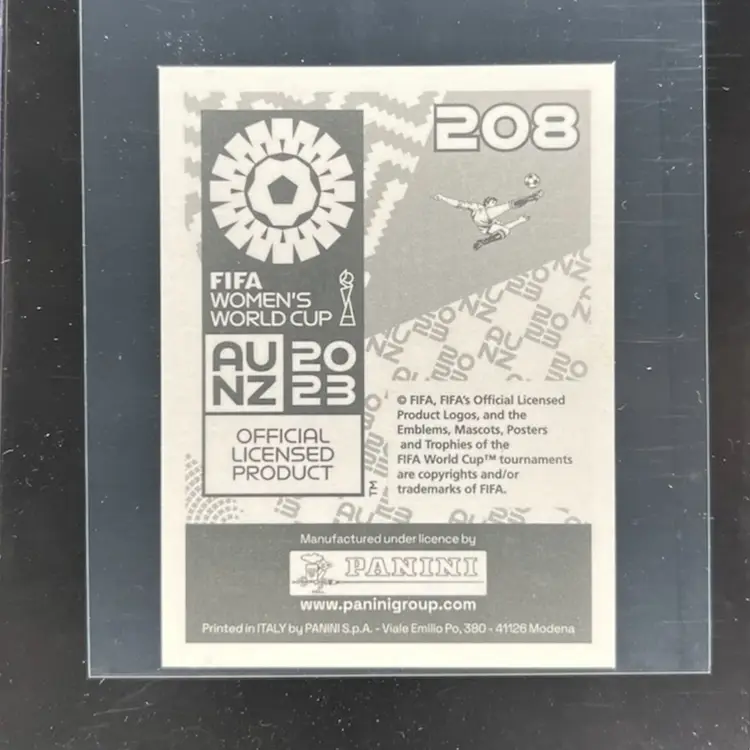 208
FIFA
WOMEN'S
WORLD CUP
AU 20
NZ 23
OFFICIAL
LICENSED
PRODUCT
TM
© FIFA, FIFA's Official Licensed
Product Logos, and the
Emblems, Mascots, Posters
and Trophies of the
FIFA World Cup™ tournaments
are copyrights and/or
trademarks of FIFA.
Manufactured under licence by
PANINI
www.paninigroup.com
Printed in ITALY by PANINI S.p.A. - Viale Emilio Po, 380 - 41126 Modena